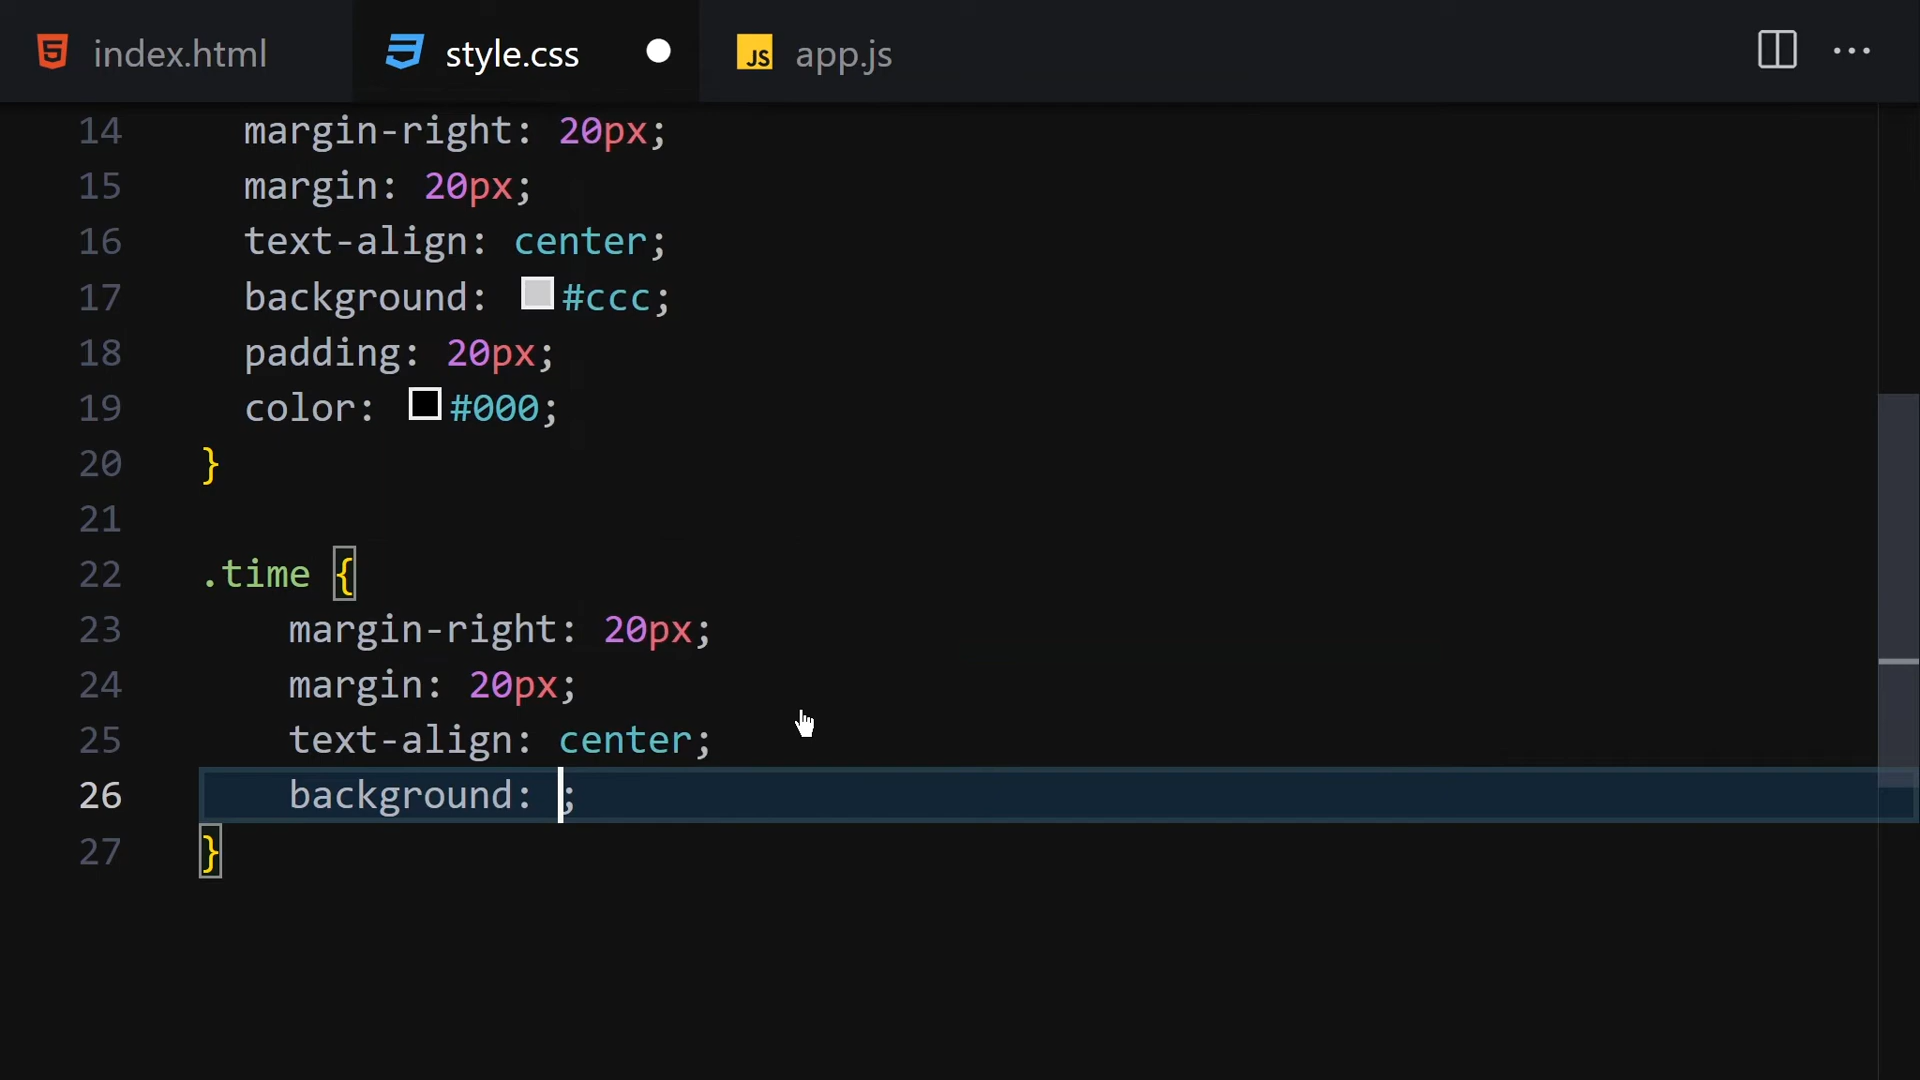 index.html style.css app.js
14 margin-right: 20px;
15 margin: 20px;
16 text-align: center;
17 background: #ccc;
18 padding: 20px;
19 color: #000;
20 }
21
22 .time {
23 margin-right: 20px;
24 margin: 20px;
25 text-align: center;
26 background: ;
27 }